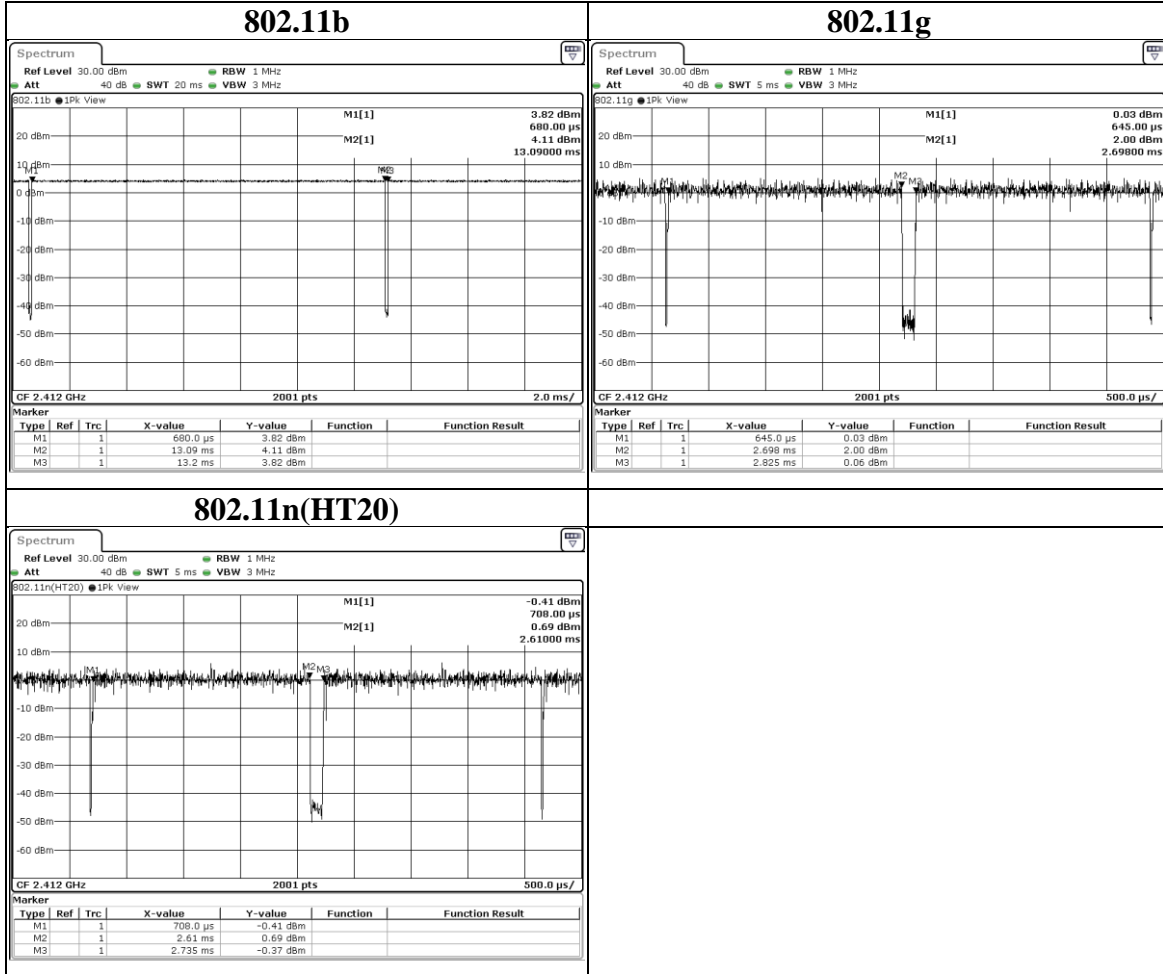 802.11b
Spectrum
Ref Level 30.00 dBm RBW 1 MHz
Att 40 dB SWT 20 ms VBW 3 MHz
802.11b 1Pk View
M1[1] 3.82 dBm
680.00 µs
M2[1] 4.11 dBm
13.09000 ms
20 dBm
10 dBm
M1
M3
0 dBm
-10 dBm
-20 dBm
-30 dBm
-40 dBm
-50 dBm
-60 dBm
CF 2.412 GHz 2001 pts 2.0 ms/
Marker
Type Ref Trc X-value Y-value Function Function Result
M1 1 680.0 µs 3.82 dBm
M2 1 13.09 ms 4.11 dBm
M3 1 13.2 ms 3.82 dBm
802.11g
Spectrum
Ref Level 30.00 dBm RBW 1 MHz
Att 40 dB SWT 5 ms VBW 3 MHz
802.11g 1Pk View
M1[1] 0.03 dBm
645.00 µs
M2[1] 2.00 dBm
2.69800 ms
20 dBm
10 dBm
M1
M2
M3
-10 dBm
-20 dBm
-30 dBm
-40 dBm
-50 dBm
-60 dBm
CF 2.412 GHz 2001 pts 500.0 µs/
Marker
Type Ref Trc X-value Y-value Function Function Result
M1 1 645.0 µs 0.03 dBm
M2 1 2.698 ms 2.00 dBm
M3 1 2.825 ms 0.06 dBm
802.11n(HT20)
Spectrum
Ref Level 30.00 dBm RBW 1 MHz
Att 40 dB SWT 5 ms VBW 3 MHz
802.11n(HT20) 1Pk View
M1[1] -0.41 dBm
708.00 µs
M2[1] 0.69 dBm
2.61000 ms
20 dBm
10 dBm
M1
M2
M3
-10 dBm
-20 dBm
-30 dBm
-40 dBm
-50 dBm
-60 dBm
CF 2.412 GHz 2001 pts 500.0 µs/
Marker
Type Ref Trc X-value Y-value Function Function Result
M1 1 708.0 µs -0.41 dBm
M2 1 2.61 ms 0.69 dBm
M3 1 2.735 ms -0.37 dBm